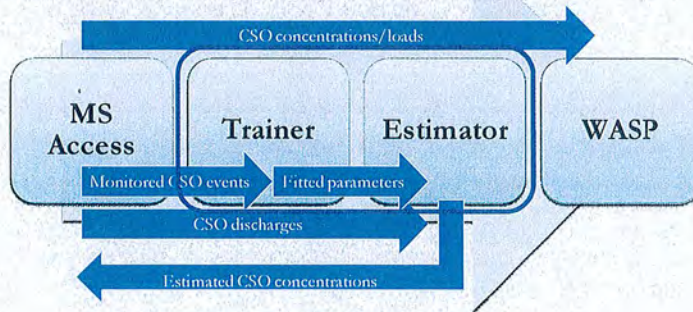 CSO concentrations/loads
MS
Access
Trainer
Estimator
WASP
Monitored CSO events
Fitted parameters
CSO discharges
Estimated CSO concentrations